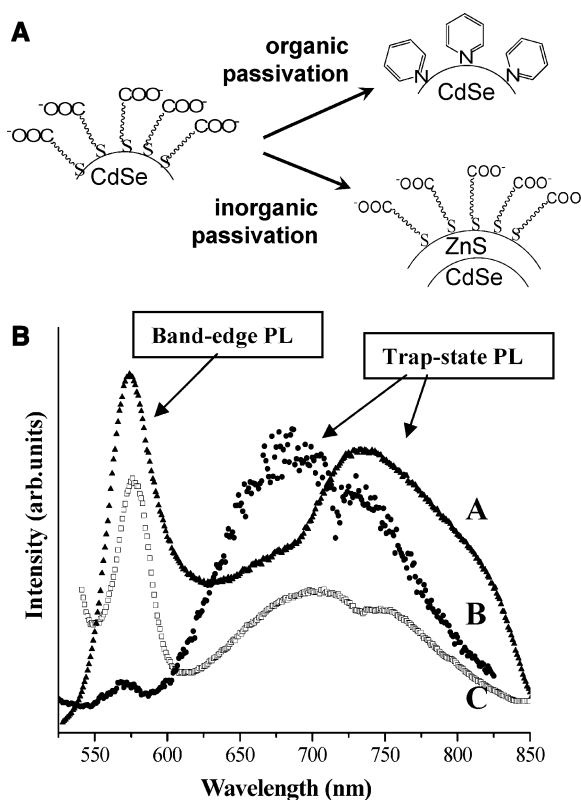 A
organic
passivation
N
N
N
CdSe
⁻OOC
⁻OOC
COO⁻
COO⁻
COO⁻
S
S
S
S
S
CdSe
inorganic
passivation
⁻OOC
⁻OOC
COO⁻
COO⁻
COO
S
S
S
S
S
ZnS
CdSe
B
Band-edge PL
Trap-state PL
A
B
C
Intensity (arb.units)
550
600
650
700
750
800
850
Wavelength (nm)